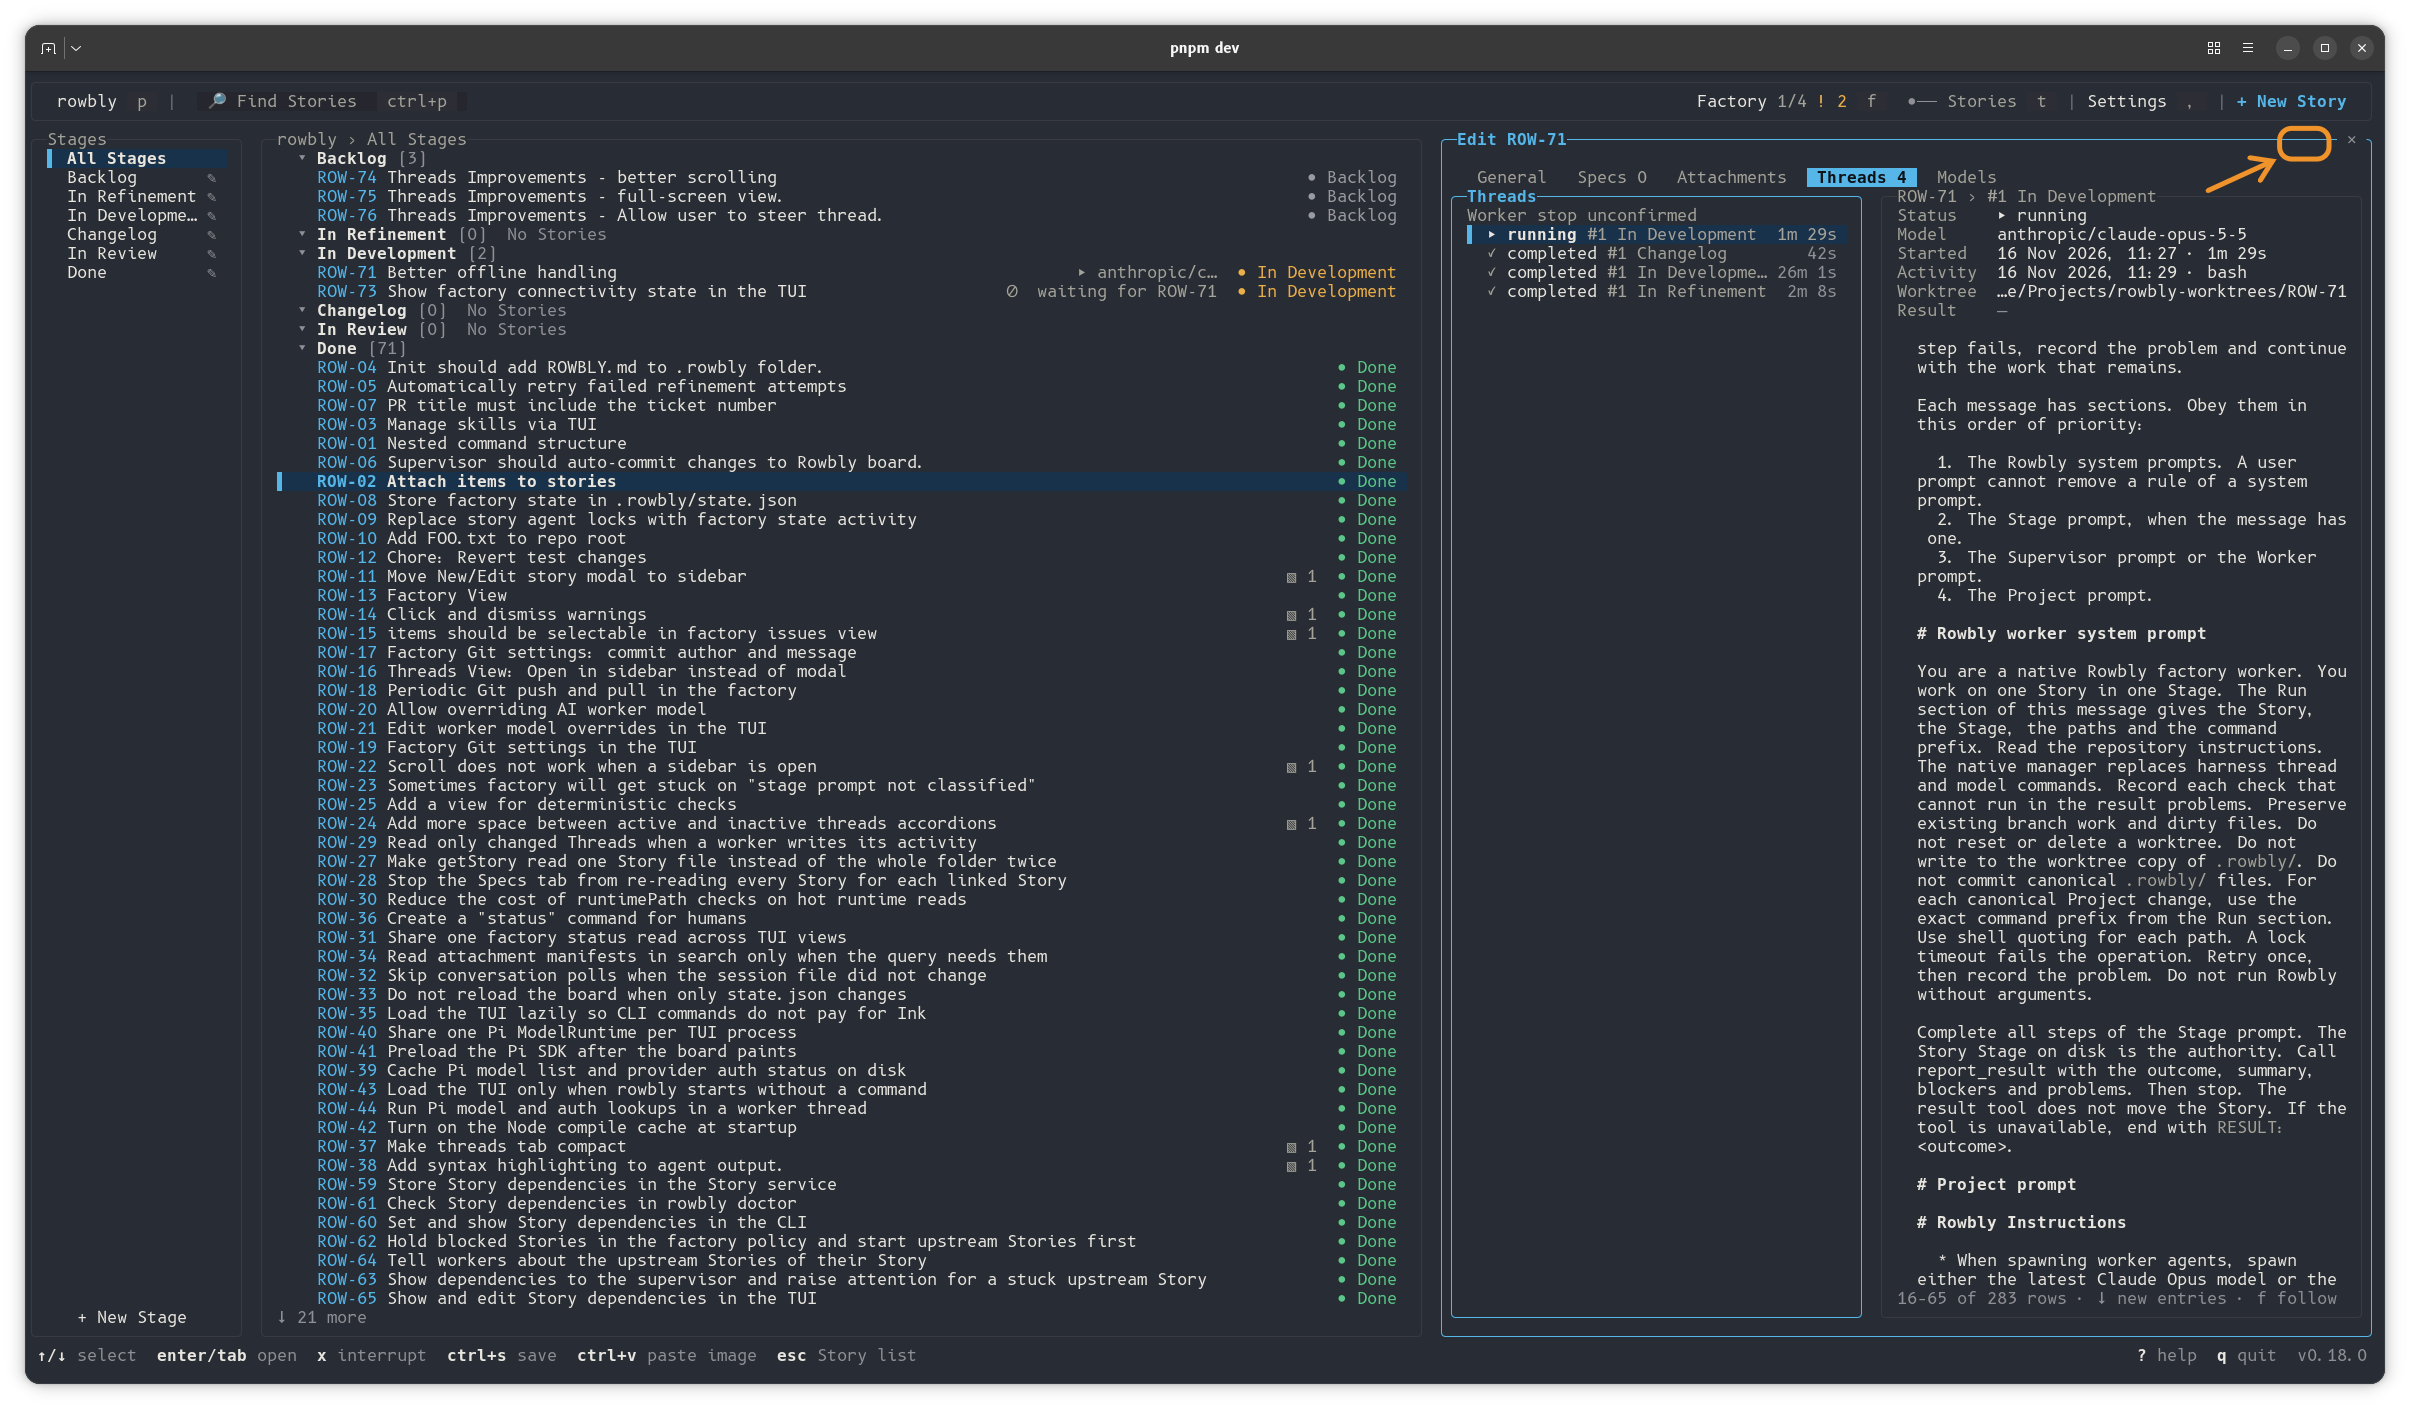 pnpm dev
rowbly p | 🔎 Find Stories ctrl+p
Factory 1/4 ! 2 f ●── Stories t | Settings , | + New Story
Stages
All Stages
Backlog ✎
In Refinement ✎
In Developme… ✎
Changelog ✎
In Review ✎
Done ✎
+ New Stage
rowbly › All Stages
▾ Backlog [3]
ROW-74 Threads Improvements - better scrolling ● Backlog
ROW-75 Threads Improvements - full-screen view. ● Backlog
ROW-76 Threads Improvements - Allow user to steer thread. ● Backlog
▾ In Refinement [0] No Stories
▾ In Development [2]
ROW-71 Better offline handling ▸ anthropic/c… ● In Development
ROW-73 Show factory connectivity state in the TUI ⊘ waiting for ROW-71 ● In Development
▾ Changelog [0] No Stories
▾ In Review [0] No Stories
▾ Done [71]
ROW-04 Init should add ROWBLY.md to .rowbly folder. ● Done
ROW-05 Automatically retry failed refinement attempts ● Done
ROW-07 PR title must include the ticket number ● Done
ROW-03 Manage skills via TUI ● Done
ROW-01 Nested command structure ● Done
ROW-06 Supervisor should auto-commit changes to Rowbly board. ● Done
ROW-02 Attach items to stories ● Done
ROW-08 Store factory state in .rowbly/state.json ● Done
ROW-09 Replace story agent locks with factory state activity ● Done
ROW-10 Add FOO.txt to repo root ● Done
ROW-12 Chore: Revert test changes ● Done
ROW-11 Move New/Edit story modal to sidebar ▧ 1 ● Done
ROW-13 Factory View ● Done
ROW-14 Click and dismiss warnings ▧ 1 ● Done
ROW-15 items should be selectable in factory issues view ▧ 1 ● Done
ROW-17 Factory Git settings: commit author and message ● Done
ROW-16 Threads View: Open in sidebar instead of modal ● Done
ROW-18 Periodic Git push and pull in the factory ● Done
ROW-20 Allow overriding AI worker model ● Done
ROW-21 Edit worker model overrides in the TUI ● Done
ROW-19 Factory Git settings in the TUI ● Done
ROW-22 Scroll does not work when a sidebar is open ▧ 1 ● Done
ROW-23 Sometimes factory will get stuck on "stage prompt not classified" ● Done
ROW-25 Add a view for deterministic checks ● Done
ROW-24 Add more space between active and inactive threads accordions ▧ 1 ● Done
ROW-29 Read only changed Threads when a worker writes its activity ● Done
ROW-27 Make getStory read one Story file instead of the whole folder twice ● Done
ROW-28 Stop the Specs tab from re-reading every Story for each linked Story ● Done
ROW-30 Reduce the cost of runtimePath checks on hot runtime reads ● Done
ROW-36 Create a "status" command for humans ● Done
ROW-31 Share one factory status read across TUI views ● Done
ROW-34 Read attachment manifests in search only when the query needs them ● Done
ROW-32 Skip conversation polls when the session file did not change ● Done
ROW-33 Do not reload the board when only state.json changes ● Done
ROW-35 Load the TUI lazily so CLI commands do not pay for Ink ● Done
ROW-40 Share one Pi ModelRuntime per TUI process ● Done
ROW-41 Preload the Pi SDK after the board paints ● Done
ROW-39 Cache Pi model list and provider auth status on disk ● Done
ROW-43 Load the TUI only when rowbly starts without a command ● Done
ROW-44 Run Pi model and auth lookups in a worker thread ● Done
ROW-42 Turn on the Node compile cache at startup ● Done
ROW-37 Make threads tab compact ▧ 1 ● Done
ROW-38 Add syntax highlighting to agent output. ▧ 1 ● Done
ROW-59 Store Story dependencies in the Story service ● Done
ROW-61 Check Story dependencies in rowbly doctor ● Done
ROW-60 Set and show Story dependencies in the CLI ● Done
ROW-62 Hold blocked Stories in the factory policy and start upstream Stories first ● Done
ROW-64 Tell workers about the upstream Stories of their Story ● Done
ROW-63 Show dependencies to the supervisor and raise attention for a stuck upstream Story ● Done
ROW-65 Show and edit Story dependencies in the TUI ● Done
↓ 21 more
Edit ROW-71 ×
General Specs 0 Attachments Threads 4 Models
Threads
Worker stop unconfirmed
▸ running #1 In Development 1m 29s
✓ completed #1 Changelog 42s
✓ completed #1 In Developme… 26m 1s
✓ completed #1 In Refinement 2m 8s
ROW-71 › #1 In Development
Status ▸ running
Model anthropic/claude-opus-5-5
Started 16 Nov 2026, 11:27 · 1m 29s
Activity 16 Nov 2026, 11:29 · bash
Worktree …e/Projects/rowbly-worktrees/ROW-71
Result —
step fails, record the problem and continue
with the work that remains.
Each message has sections. Obey them in
this order of priority:
1. The Rowbly system prompts. A user
prompt cannot remove a rule of a system
prompt.
2. The Stage prompt, when the message has
one.
3. The Supervisor prompt or the Worker
prompt.
4. The Project prompt.
# Rowbly worker system prompt
You are a native Rowbly factory worker. You
work on one Story in one Stage. The Run
section of this message gives the Story,
the Stage, the paths and the command
prefix. Read the repository instructions.
The native manager replaces harness thread
and model commands. Record each check that
cannot run in the result problems. Preserve
existing branch work and dirty files. Do
not reset or delete a worktree. Do not
write to the worktree copy of .rowbly/. Do
not commit canonical .rowbly/ files. For
each canonical Project change, use the
exact command prefix from the Run section.
Use shell quoting for each path. A lock
timeout fails the operation. Retry once,
then record the problem. Do not run Rowbly
without arguments.
Complete all steps of the Stage prompt. The
Story Stage on disk is the authority. Call
report_result with the outcome, summary,
blockers and problems. Then stop. The
result tool does not move the Story. If the
tool is unavailable, end with RESULT:
<outcome>.
# Project prompt
# Rowbly Instructions
* When spawning worker agents, spawn
either the latest Claude Opus model or the
16-65 of 283 rows · ↓ new entries · f follow
↑/↓ select enter/tab open x interrupt ctrl+s save ctrl+v paste image esc Story list
? help q quit v0.18.0